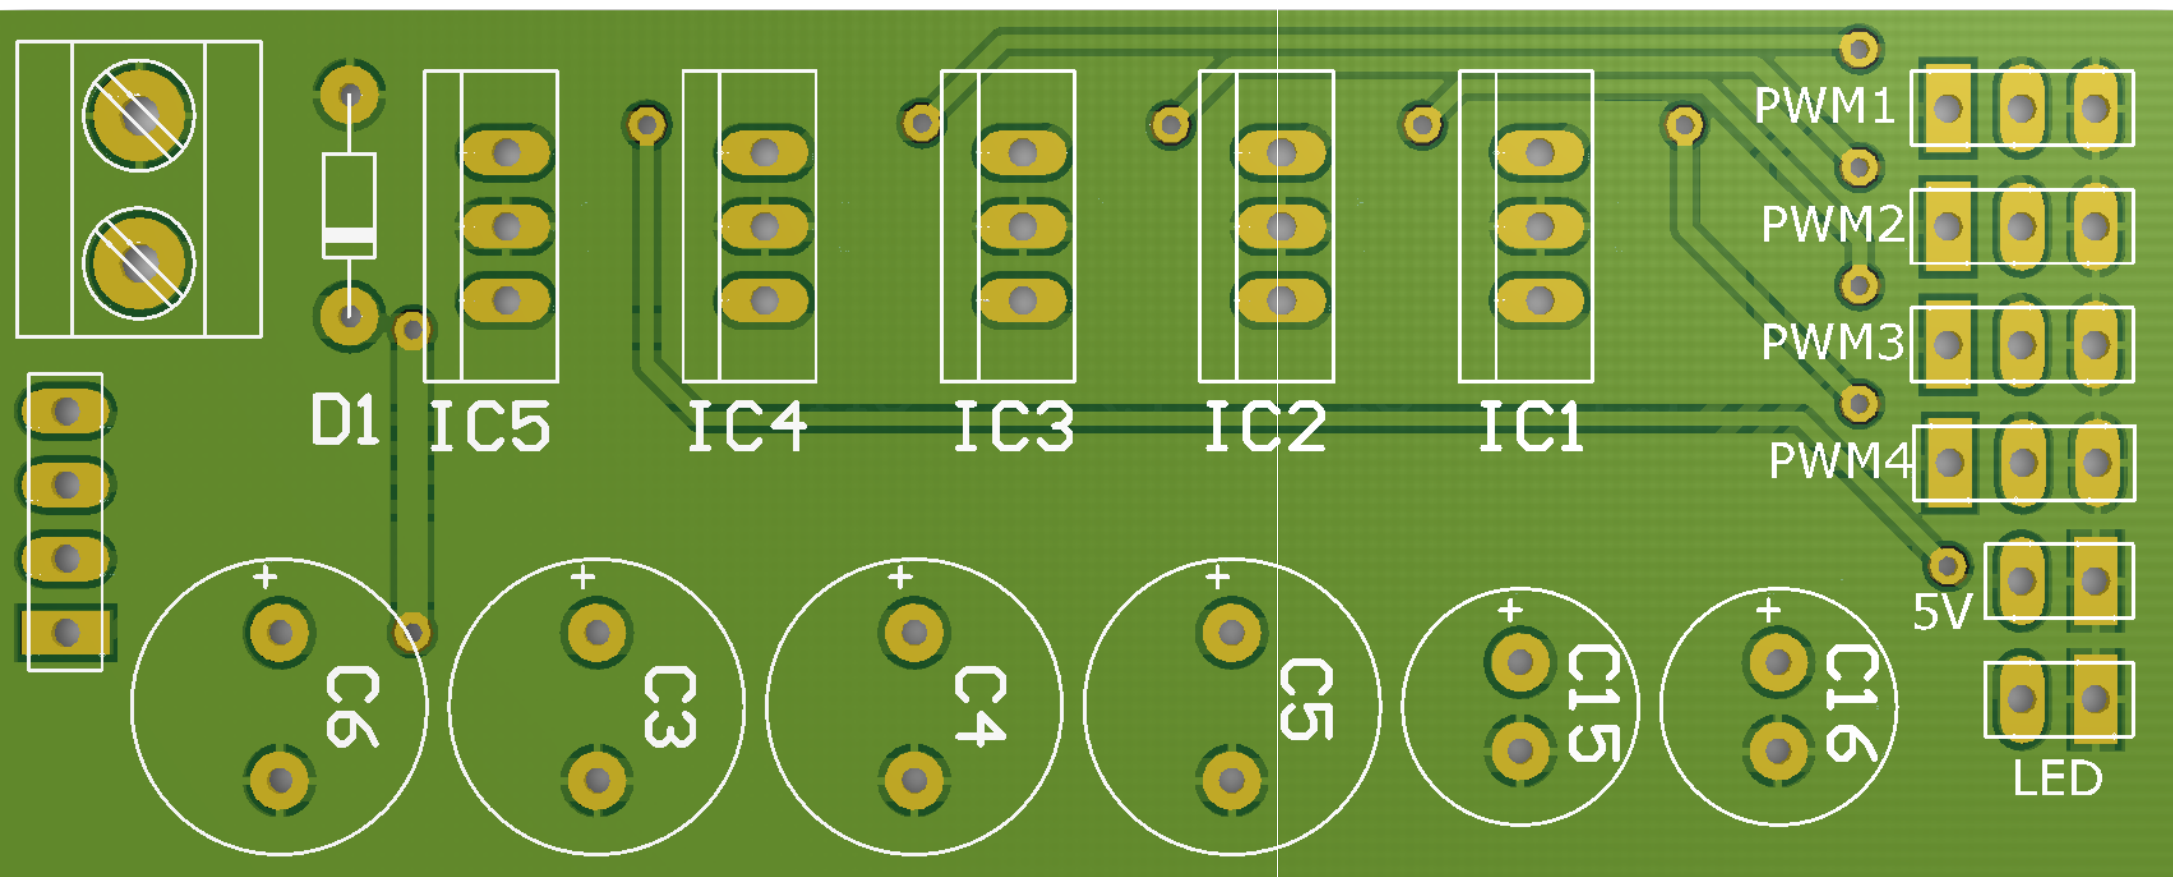 PWM1
PWM2
PWM3
D1 IC5 IC4 IC3 IC2 IC1
PWM4
+ + + + + +
5V
C6 C3 C4 C5 C15 C16
LED